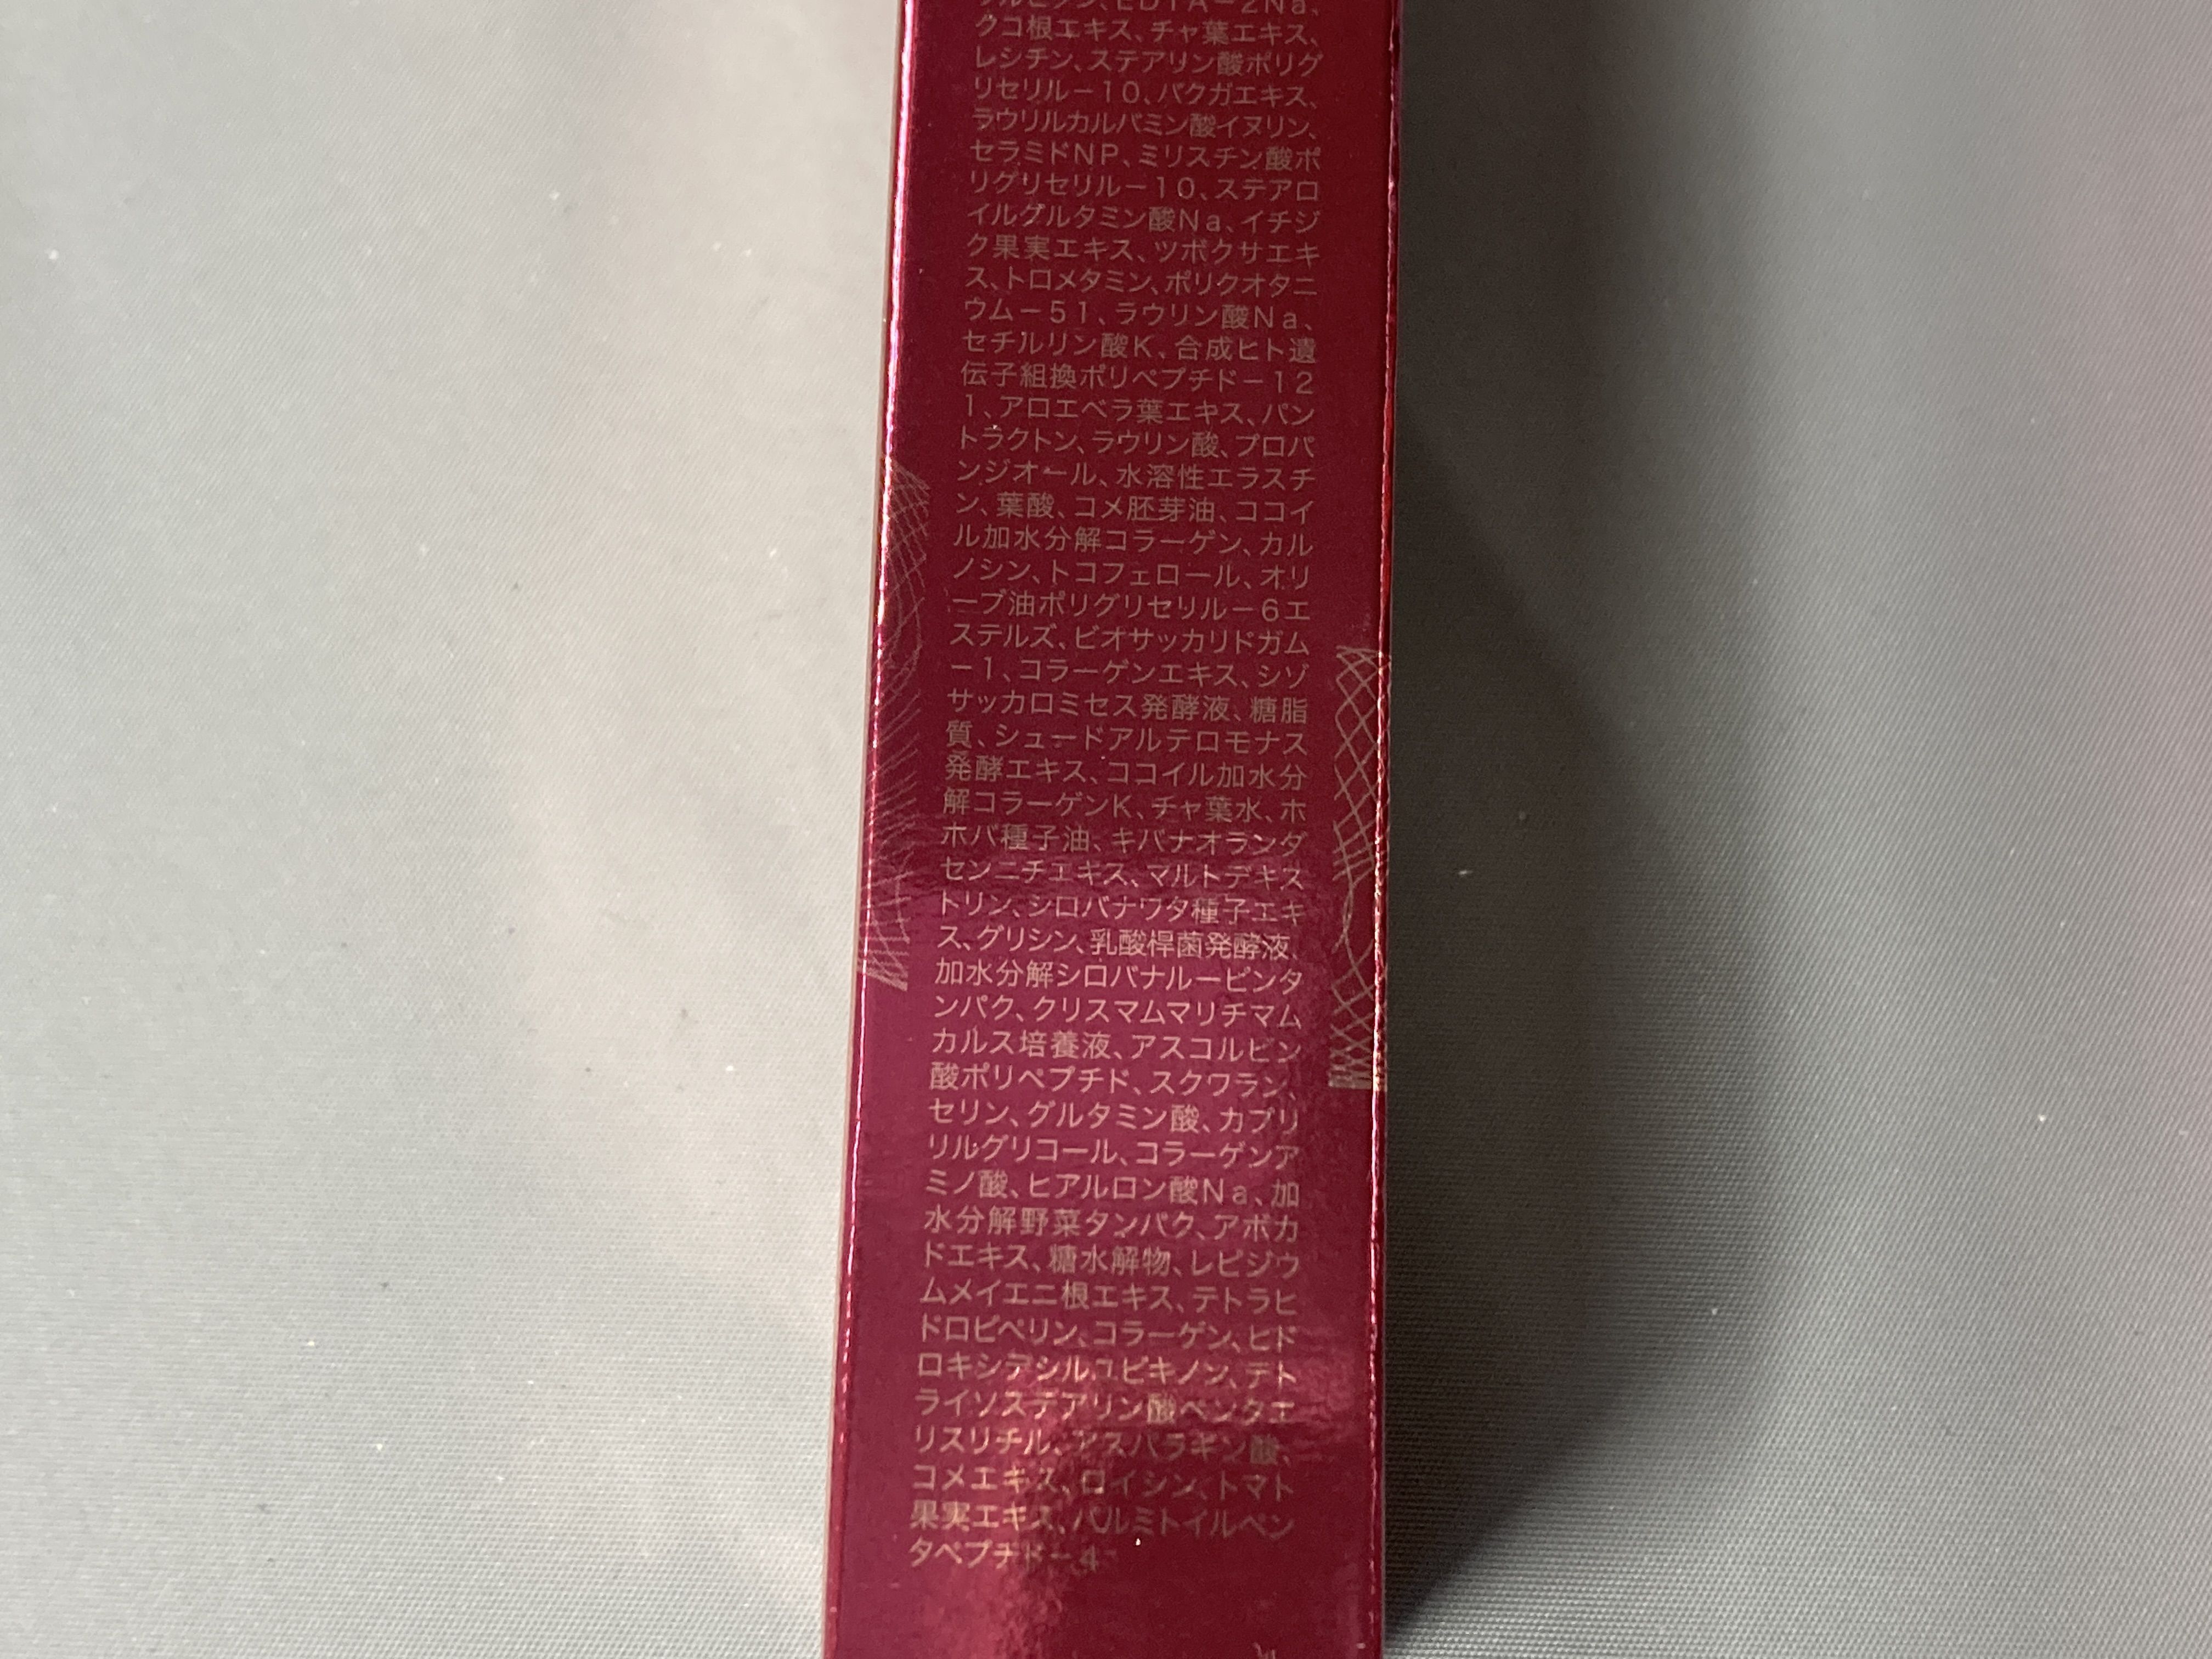 EDTA－2Na、
クコ根エキス、チャ葉エキス、
レシチン、ステアリン酸ポリグ
リセリル－10、バクガエキス、
ラウリルカルバミン酸イヌリン、
セラミドNP、ミリスチン酸ポ
リグリセリル－10、ステアロ
イルグルタミン酸Na、イチジ
ク果実エキス、ツボクサエキ
ス、トロメタミン、ポリクオタニ
ウム－51、ラウリン酸Na、
セチルリン酸K、合成ヒト遺
伝子組換ポリペプチド－12
1、アロエベラ葉エキス、パン
トラクトン、ラウリン酸、プロパ
ンジオール、水溶性エラスチ
ン、葉酸、コメ胚芽油、ココイ
ル加水分解コラーゲン、カル
ノシン、トコフェロール、オリ
ーブ油ポリグリセリル－6エ
ステルズ、ビオサッカリドガム
－1、コラーゲンエキス、シゾ
サッカロミセス発酵液、糖脂
質、シュードアルテロモナス
発酵エキス、ココイル加水分
解コラーゲンK、チャ葉水、ホ
ホバ種子油、キバナオランダ
センニチエキス、マルトデキス
トリン、シロバナワタ種子エキ
ス、グリシン、乳酸桿菌発酵液、
加水分解シロバナルーピンタ
ンパク、クリスマムマリチマム
カルス培養液、アスコルビン
酸ポリペプチド、スクワラン、
セリン、グルタミン酸、カプリ
リルグリコール、コラーゲンア
ミノ酸、ヒアルロン酸Na、加
水分解野菜タンパク、アボカ
ドエキス、糖水解物、レピジウ
ムメイエニ根エキス、テトラヒ
ドロピペリン、コラーゲン、ヒド
ロキシデシルユビキノン、テト
ライソステアリン酸ペンタエ
リスリチル、アスパラギン酸、
コメエキス、ロイシン、トマト
果実エキス、パルミトイルペン
タペプチド－4